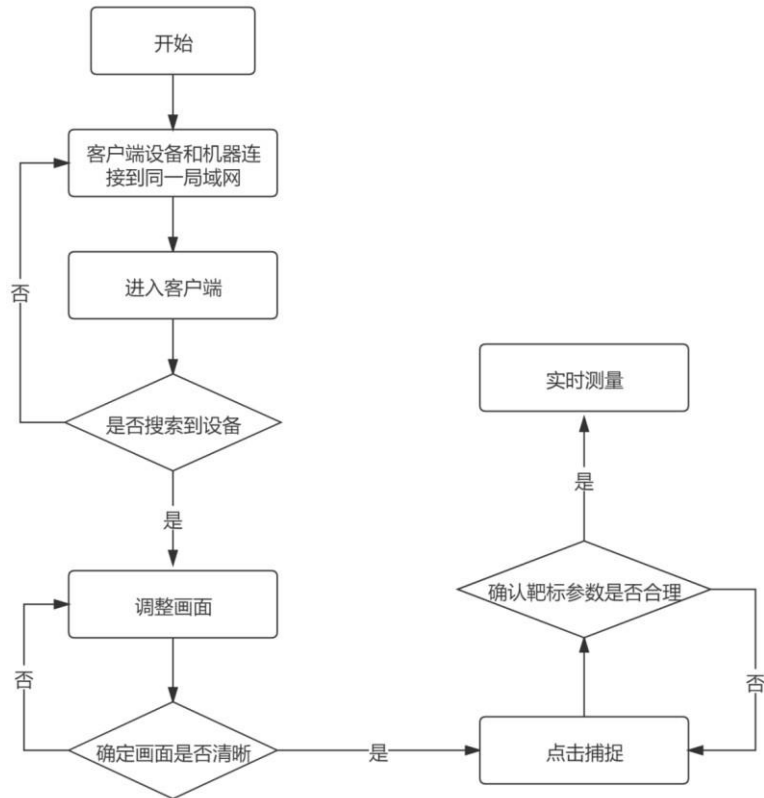 开始
客户端设备和机器连
接到同一局域网
进入客户端
否
是否搜索到设备
是
调整画面
否
确定画面是否清晰
是
点击捕捉
确认靶标参数是否合理
否
是
实时测量